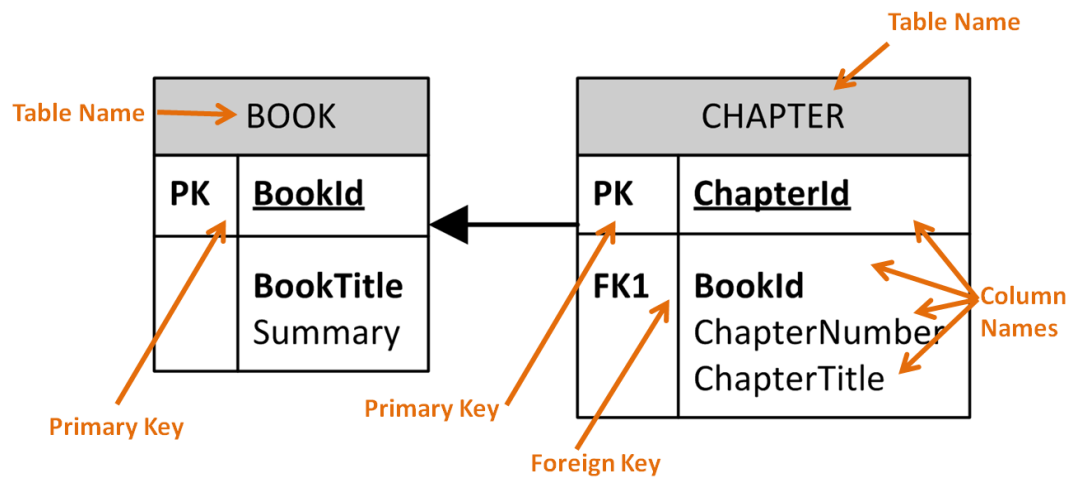 Table Name
Table Name
BOOK
CHAPTER
PK
BookId
PK
ChapterId
BookTitle
Summary
FK1
BookId
ChapterNumber
ChapterTitle
Column
Names
Primary Key
Primary Key
Foreign Key